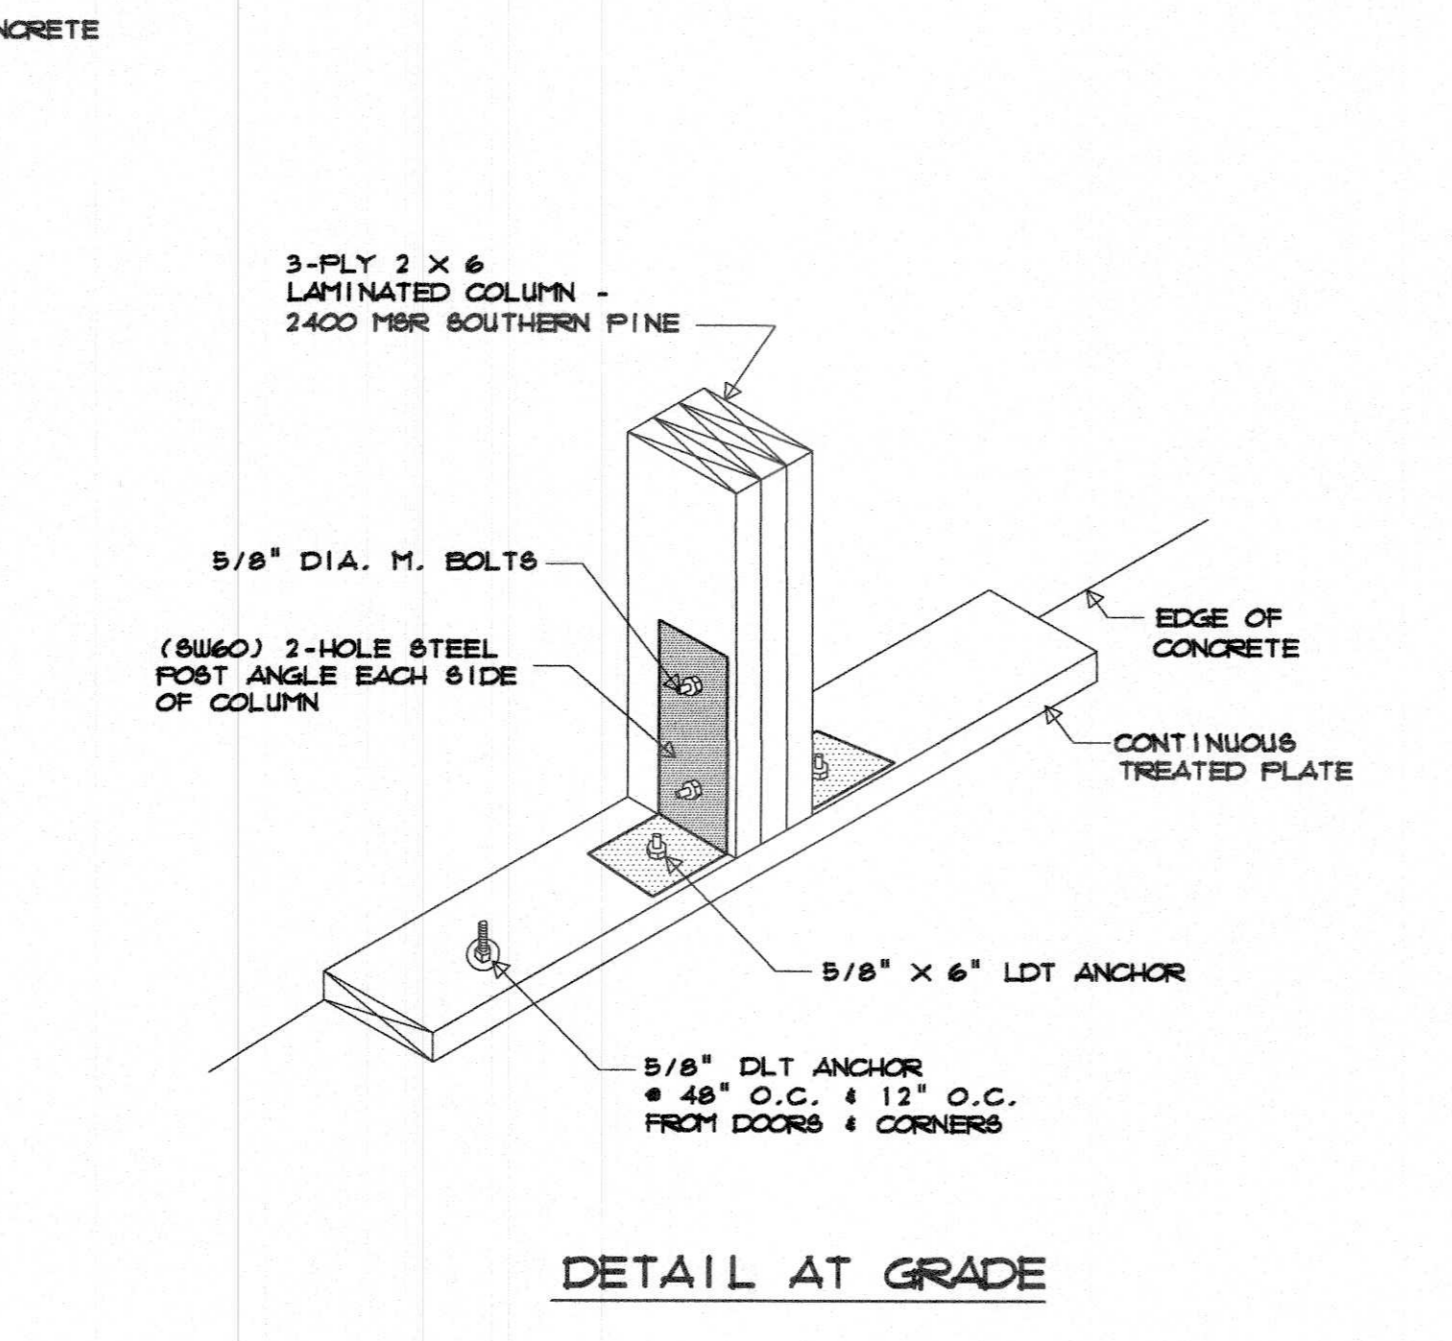 NCRETE
3-PLY 2 X 6
LAMINATED COLUMN -
2400 MSR SOUTHERN PINE
5/8" DIA. M. BOLTS
(SW60) 2-HOLE STEEL
POST ANGLE EACH SIDE
OF COLUMN
EDGE OF
CONCRETE
CONTINUOUS
TREATED PLATE
5/8" X 6" LDT ANCHOR
5/8" DLT ANCHOR
@ 48" O.C. & 12" O.C.
FROM DOORS & CORNERS
DETAIL AT GRADE